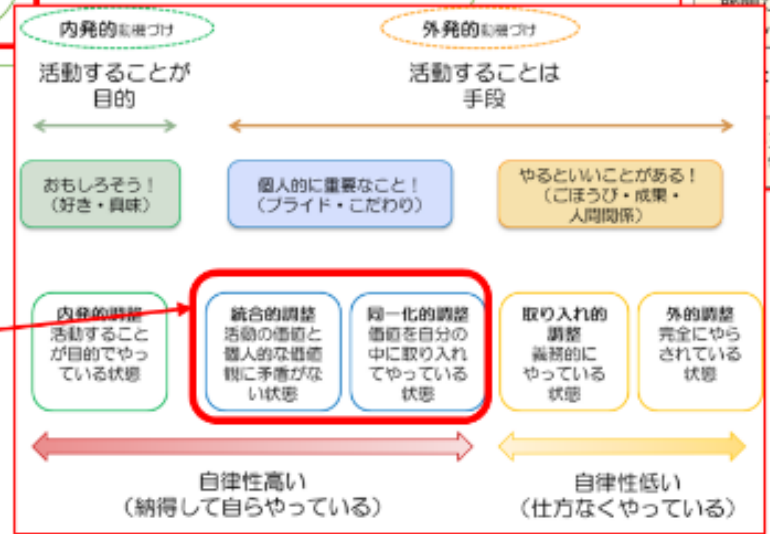 内発的動機づけ
外発的動機づけ
活動することが
目的
活動することは
手段
おもしろそう！
（好き・興味）
個人的に重要なこと！
（プライド・こだわり）
やるといいことがある！
（ごほうび・成果・
人間関係）
内発的調整
活動すること
が目的でやっ
ている状態
統合的調整
活動の価値と
個人的な価値
観に矛盾がな
い状態
同一化的調整
価値を自分の
中に取り入れ
てやっている
状態
取り入れ的
調整
義務的に
やっている
状態
外的調整
完全にやら
されている
状態
自律性高い
（納得して自らやっている）
自律性低い
（仕方なくやっている）